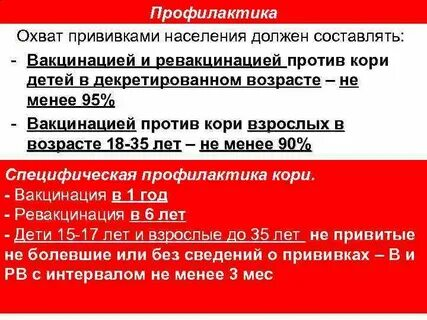 Профилактика
Охват прививками населения должен составлять:
- Вакцинацией и ревакцинацией против кори
детей в декретированном возрасте – не
менее 95%
- Вакцинацией против кори взрослых в
возрасте 18-35 лет – не менее 90%
Специфическая профилактика кори.
- Вакцинация в 1 год
- Ревакцинация в 6 лет
- Дети 15-17 лет и взрослые до 35 лет не привитые
не болевшие или без сведений о прививках – В и
РВ с интервалом не менее 3 мес